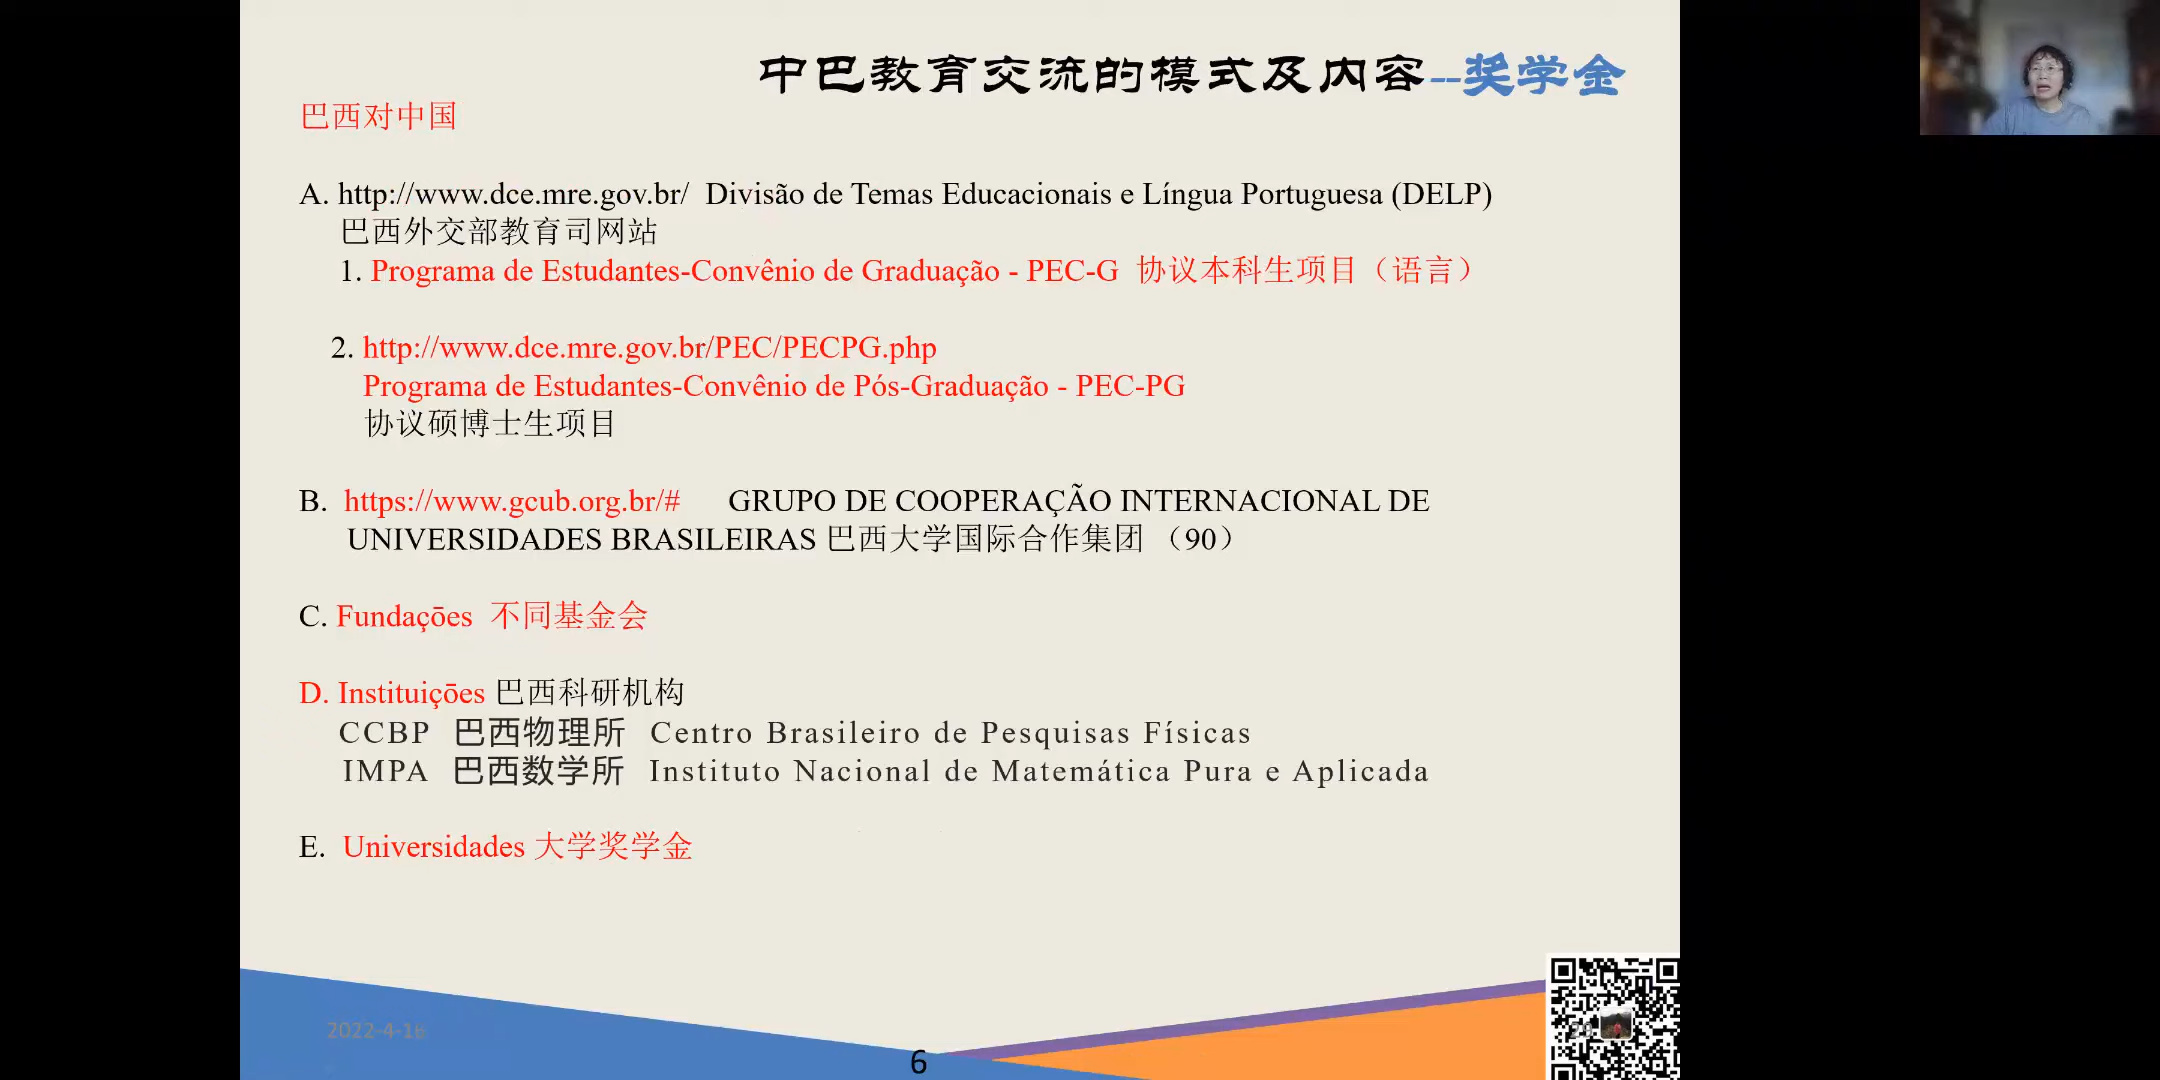 中巴教育交流的模式及内容--奖学金
巴西对中国
A. http://www.dce.mre.gov.br/ Divisão de Temas Educacionais e Língua Portuguesa (DELP)
巴西外交部教育司网站
1. Programa de Estudantes-Convênio de Graduação - PEC-G 协议本科生项目（语言）
2. http://www.dce.mre.gov.br/PEC/PECPG.php
Programa de Estudantes-Convênio de Pós-Graduação - PEC-PG
协议硕博士生项目
B. https://www.gcub.org.br/# GRUPO DE COOPERAÇÃO INTERNACIONAL DE
UNIVERSIDADES BRASILEIRAS 巴西大学国际合作集团 （90）
C. Fundações 不同基金会
D. Instituições 巴西科研机构
CCBP 巴西物理所 Centro Brasileiro de Pesquisas Físicas
IMPA 巴西数学所 Instituto Nacional de Matemática Pura e Aplicada
E. Universidades 大学奖学金
2022-4-16
6
29